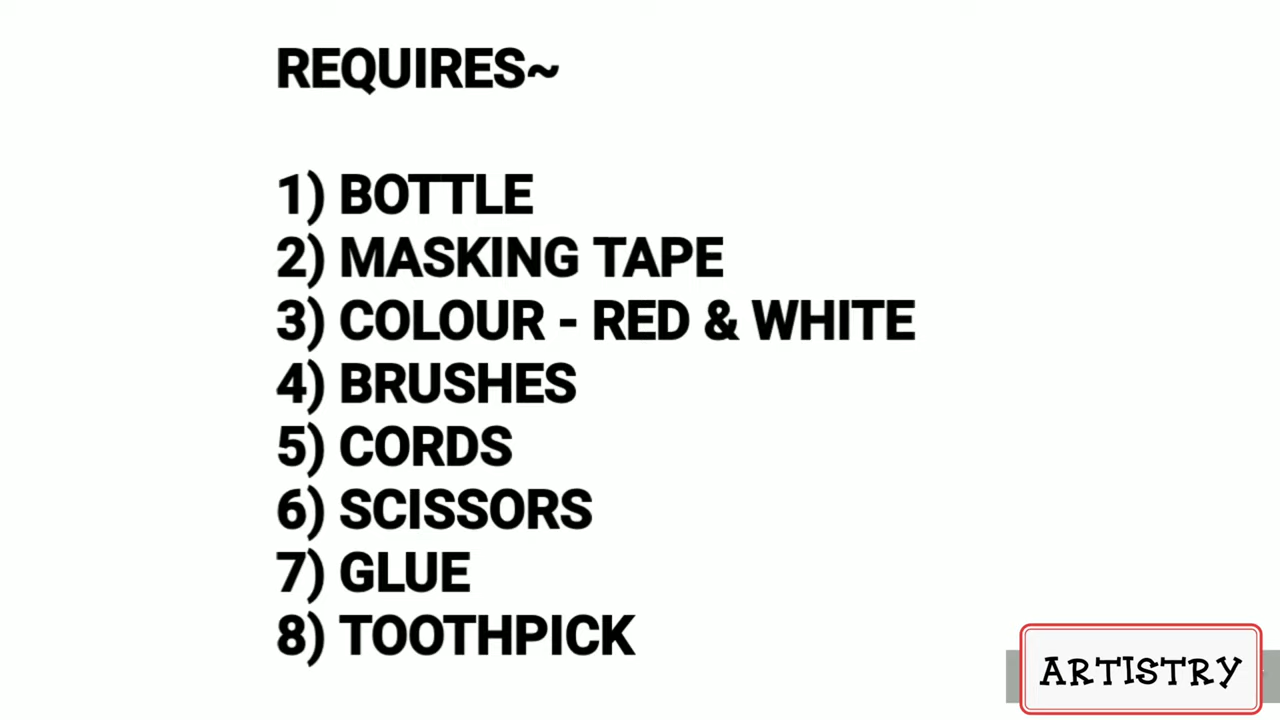 REQUIRES~
1) BOTTLE
2) MASKING TAPE
3) COLOUR - RED & WHITE
4) BRUSHES
5) CORDS
6) SCISSORS
7) GLUE
8) TOOTHPICK
ARTISTRY